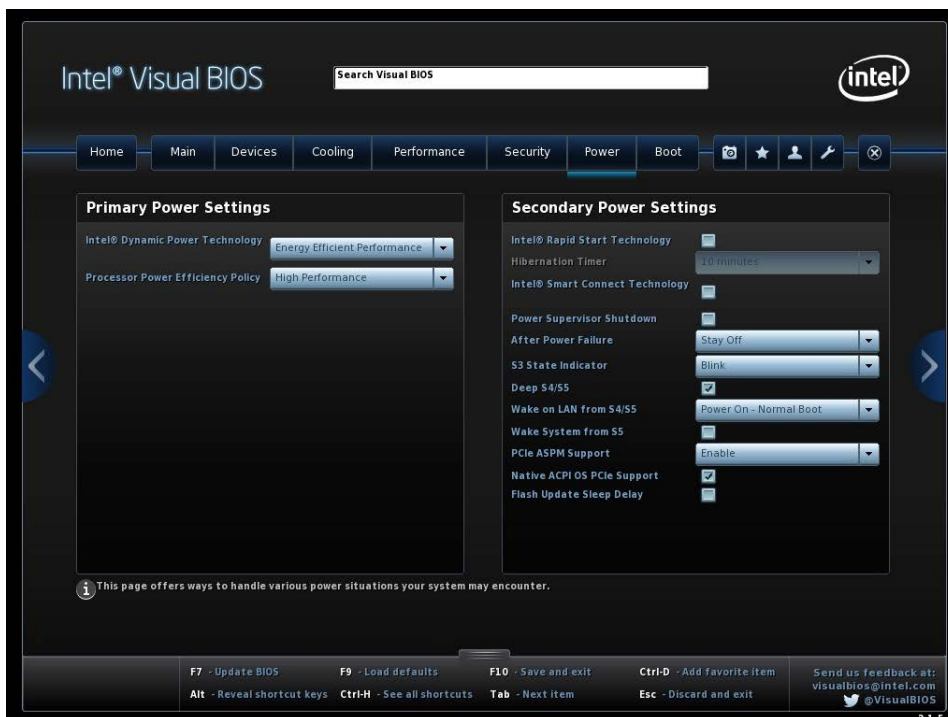 Intel® Visual BIOS
Search Visual BIOS
intel
Home Main Devices Cooling Performance Security Power Boot
Primary Power Settings
Intel® Dynamic Power Technology Energy Efficient Performance
Processor Power Efficiency Policy High Performance
Secondary Power Settings
Intel® Rapid Start Technology
Hibernation Timer 10 minutes
Intel® Smart Connect Technology
Power Supervisor Shutdown
After Power Failure Stay Off
S3 State Indicator Blink
Deep S4/S5
Wake on LAN from S4/S5 Power On - Normal Boot
Wake System from S5
PCIe ASPM Support Enable
Native ACPI OS PCIe Support
Flash Update Sleep Delay
This page offers ways to handle various power situations your system may encounter.
F7 - Update BIOS F9 - Load defaults F10 - Save and exit Ctrl-D - Add favorite item
Alt - Reveal shortcut keys Ctrl-H - See all shortcuts Tab - Next item Esc - Discard and exit
Send us feedback at:
visualbios@intel.com
@VisualBIOS